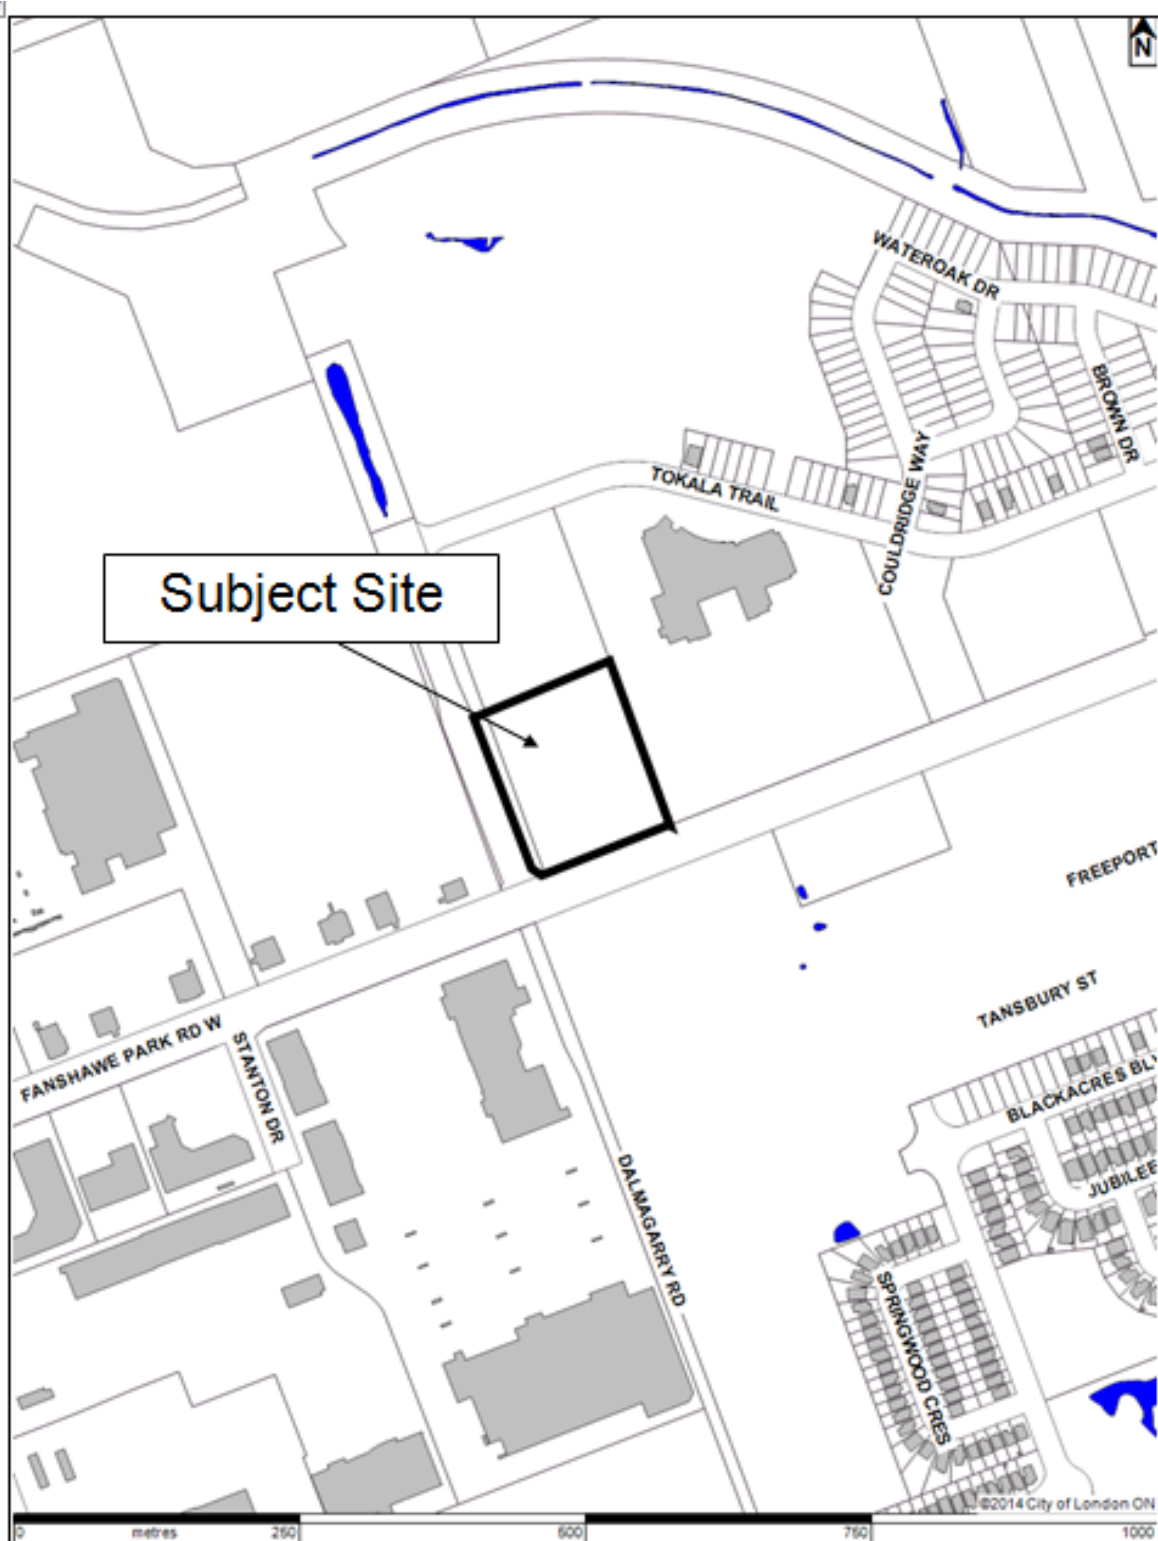 N
WATEROAK DR
BROWN DR
COULDRIDGE WAY
TOKALA TRAIL
Subject Site
FREEPORT
TANSBURY ST
FANSHAWE PARK RD W
STANTON DR
BLACKACRES BLV
JUBILEE
DALMAGARRY RD
SPRINGWOOD CRES
©2014 City of London ON
0 metres 250 500 750 1000